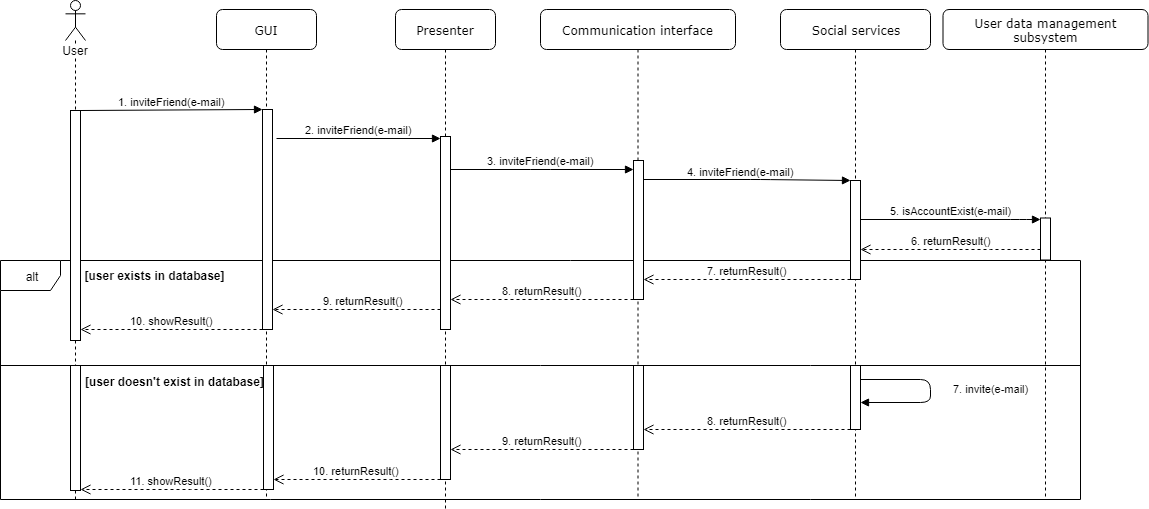 User
GUI
Presenter
Communication interface
Social services
User data management
subsystem
1. inviteFriend(e-mail)
2. inviteFriend(e-mail)
3. inviteFriend(e-mail)
4. inviteFriend(e-mail)
5. isAccountExist(e-mail)
6. returnResult()
alt
[user exists in database]
7. returnResult()
8. returnResult()
9. returnResult()
10. showResult()
[user doesn't exist in database]
7. invite(e-mail)
8. returnResult()
9. returnResult()
10. returnResult()
11. showResult()